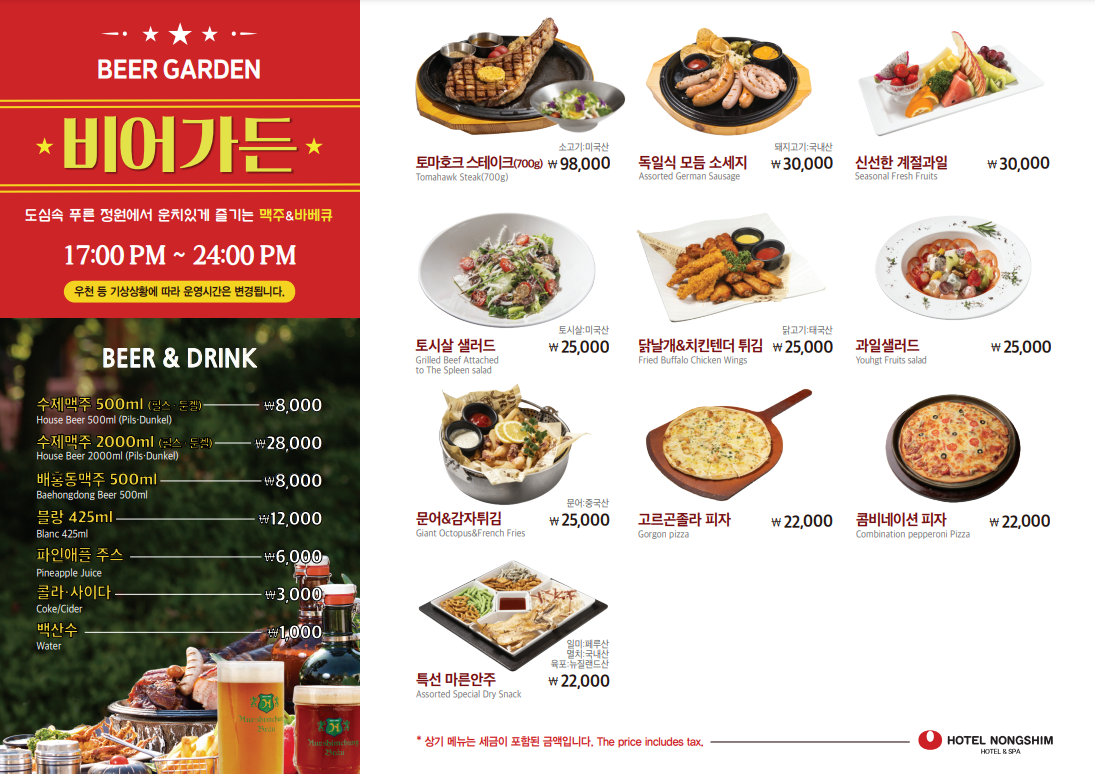 BEER GARDEN
비어가든
도심속 푸른 정원에서 운치있게 즐기는 맥주&바베큐
17:00 PM ~ 24:00 PM
우천 등 기상상황에 따라 운영시간은 변경됩니다.
BEER & DRINK
수제맥주 500ml (필스·둔켈) ₩8,000
House Beer 500ml (Pils·Dunkel)
수제맥주 2000ml (필스·둔켈) ₩28,000
House Beer 2000ml (Pils·Dunkel)
배홍동맥주 500ml ₩8,000
Baehongdong Beer 500ml
블랑 425ml ₩12,000
Blanc 425ml
파인애플 주스 ₩6,000
Pineapple Juice
콜라·사이다 ₩3,000
Coke/Cider
백산수 ₩1,000
Water
소고기:미국산
토마호크 스테이크(700g) ₩98,000
Tomahawk Steak(700g)
돼지고기:국내산
독일식 모듬 소세지 ₩30,000
Assorted German Sausage
신선한 계절과일 ₩30,000
Seasonal Fresh Fruits
토시살:미국산
토시살 샐러드 ₩25,000
Grilled Beef Attached
to The Spleen salad
닭고기:태국산
닭날개&치킨텐더 튀김 ₩25,000
Fried Buffalo Chicken Wings
과일샐러드 ₩25,000
Youhgt Fruits salad
문어:중국산
문어&감자튀김 ₩25,000
Giant Octopus&French Fries
고르곤졸라 피자 ₩22,000
Gorgon pizza
콤비네이션 피자 ₩22,000
Combination pepperoni Pizza
일미:페루산
멸치:국내산
육포:뉴질랜드산
특선 마른안주 ₩22,000
Assorted Special Dry Snack
* 상기 메뉴는 세금이 포함된 금액입니다. The price includes tax.
HOTEL NONGSHIM
HOTEL & SPA